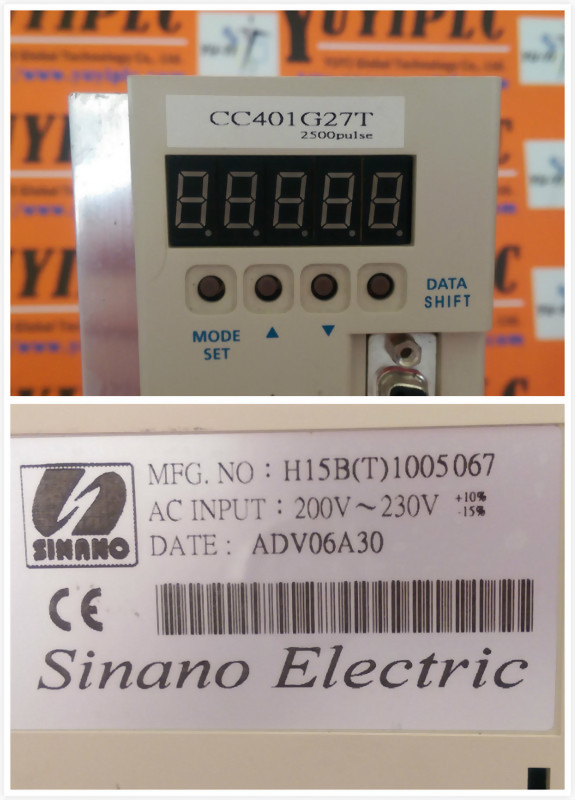 YUYIPLC
CC401G27T
2500pulse
MODE
SET
▲
▼
DATA
SHIFT
SINANO
MFG. NO : H15B(T)1005067
AC INPUT : 200V～230V +10% -15%
DATE : ADV06A30
CE
Sinano Electric